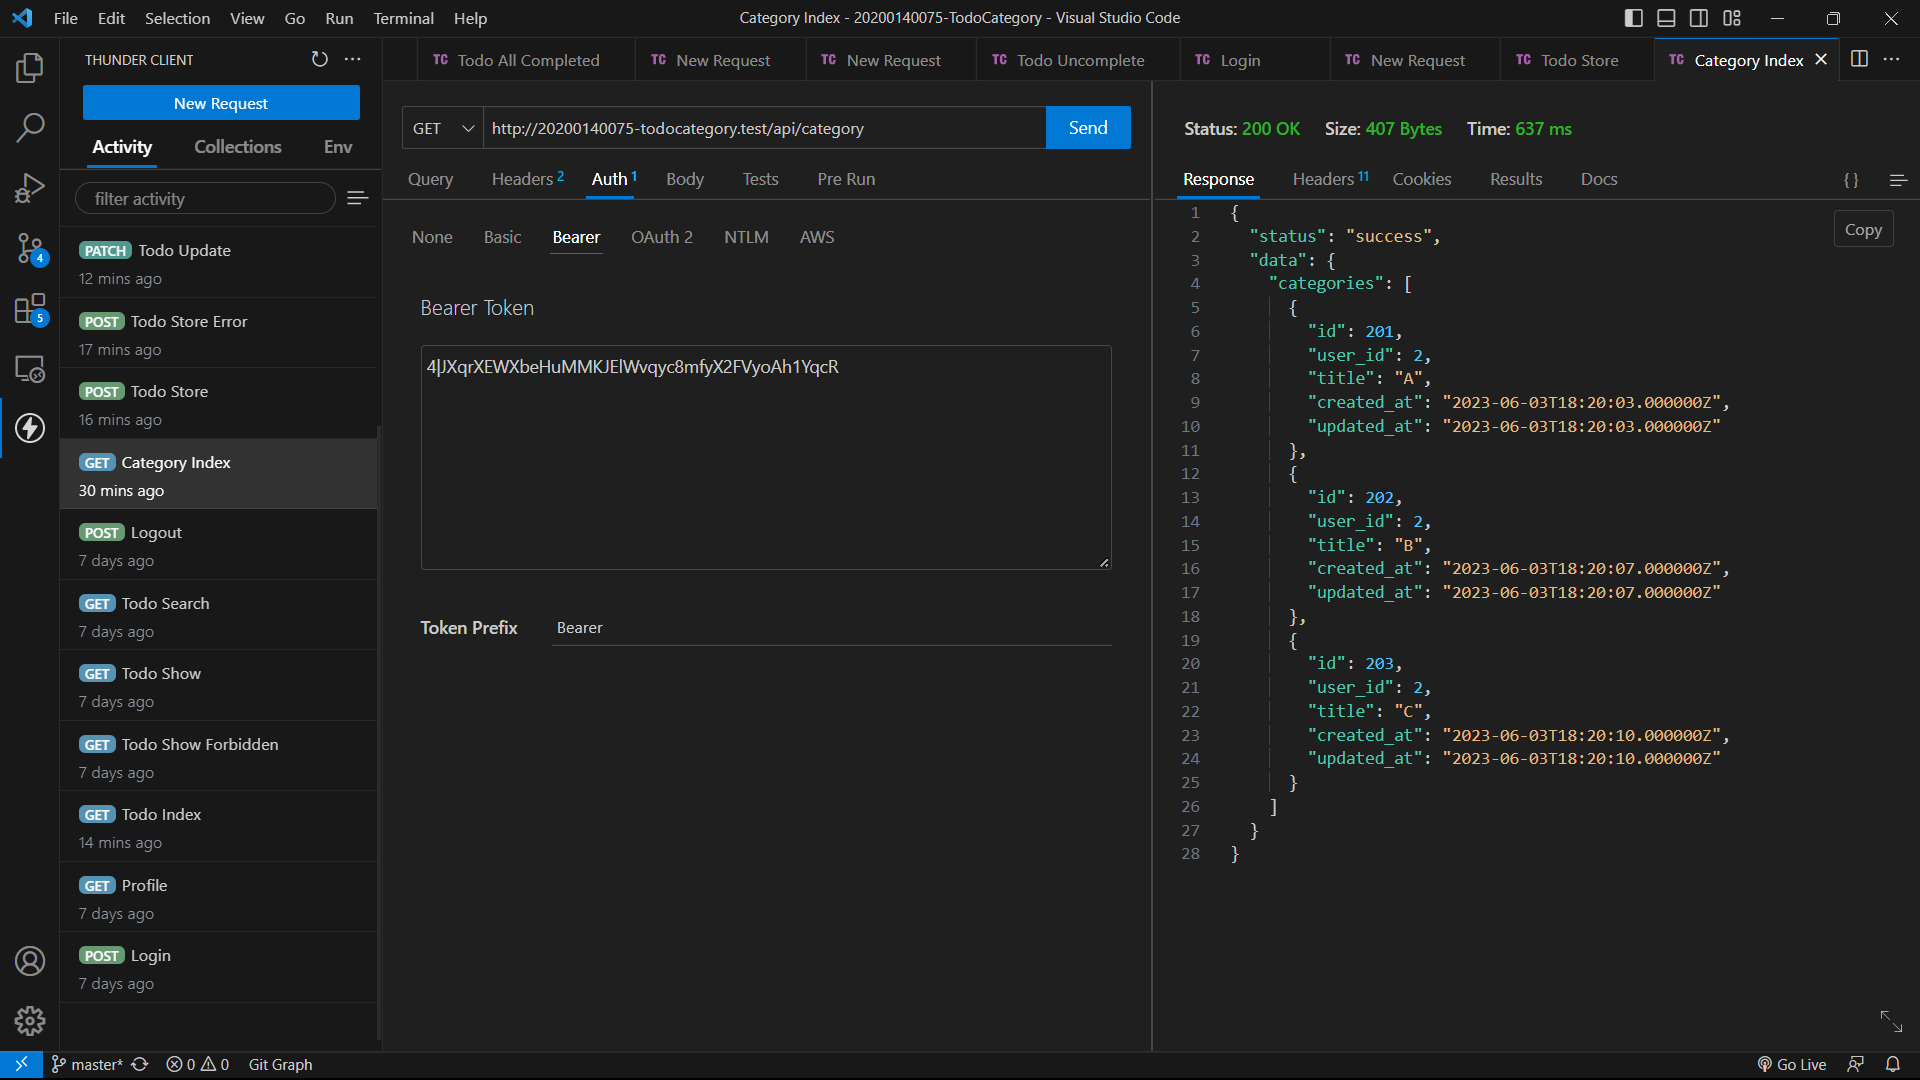 File Edit Selection View Go Run Terminal Help
Category Index - 20200140075-TodoCategory - Visual Studio Code
THUNDER CLIENT
New Request
Activity Collections Env
filter activity
PATCH Todo Update
12 mins ago
POST Todo Store Error
17 mins ago
POST Todo Store
16 mins ago
GET Category Index
30 mins ago
POST Logout
7 days ago
GET Todo Search
7 days ago
GET Todo Show
7 days ago
GET Todo Show Forbidden
7 days ago
GET Todo Index
14 mins ago
GET Profile
7 days ago
POST Login
7 days ago
4
5
TC Todo All Completed TC New Request TC New Request TC Todo Uncomplete TC Login TC New Request TC Todo Store TC Category Index
GET http://20200140075-todocategory.test/api/category Send
Query Headers 2 Auth 1 Body Tests Pre Run
None Basic Bearer OAuth 2 NTLM AWS
Bearer Token
4|JXqrXEWXbeHuMMKJElWvqyc8mfyX2FVyoAh1YqcR
Token Prefix Bearer
Status: 200 OK Size: 407 Bytes Time: 637 ms
Response Headers 11 Cookies Results Docs { }
Copy
1 {
2 "status": "success",
3 "data": {
4 "categories": [
5 {
6 "id": 201,
7 "user_id": 2,
8 "title": "A",
9 "created_at": "2023-06-03T18:20:03.000000Z",
10 "updated_at": "2023-06-03T18:20:03.000000Z"
11 },
12 {
13 "id": 202,
14 "user_id": 2,
15 "title": "B",
16 "created_at": "2023-06-03T18:20:07.000000Z",
17 "updated_at": "2023-06-03T18:20:07.000000Z"
18 },
19 {
20 "id": 203,
21 "user_id": 2,
22 "title": "C",
23 "created_at": "2023-06-03T18:20:10.000000Z",
24 "updated_at": "2023-06-03T18:20:10.000000Z"
25 }
26 ]
27 }
28 }
master* 0 0 Git Graph Go Live